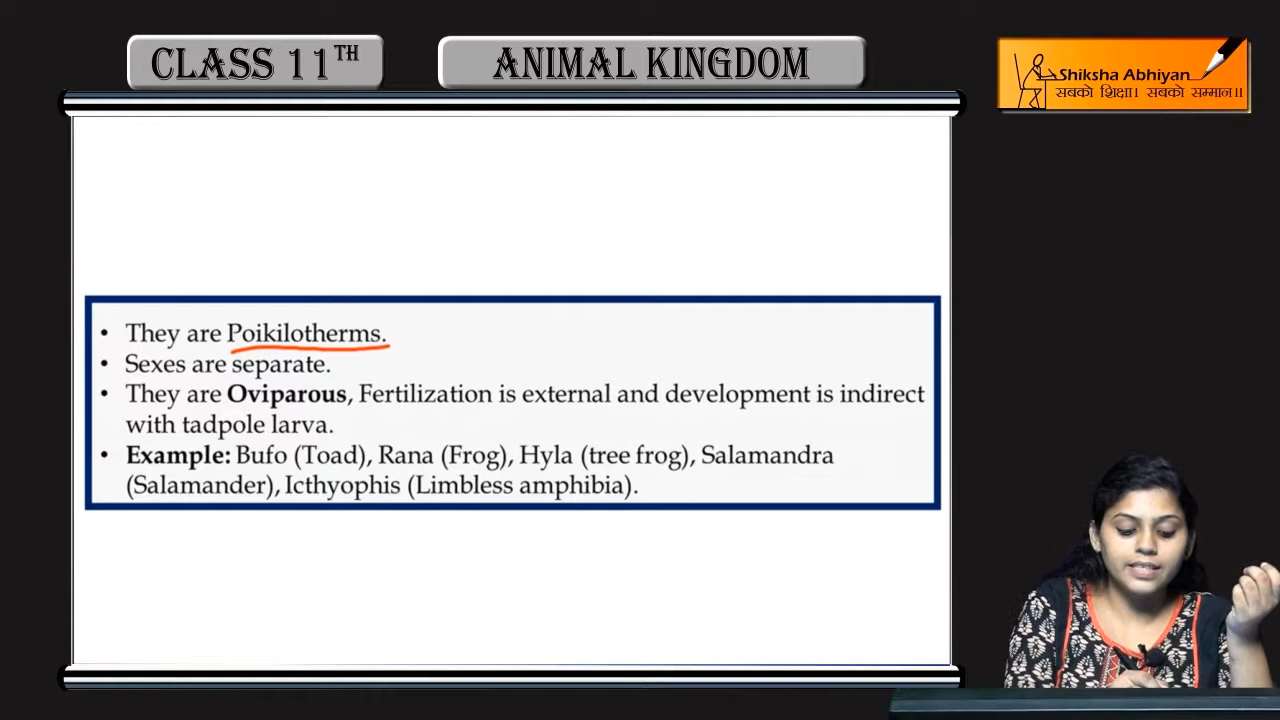 CLASS 11TH
ANIMAL KINGDOM
Shiksha Abhiyan
सबको शिक्षा। सबको सम्मान।।
• They are Poikilotherms.
• Sexes are separate.
• They are Oviparous, Fertilization is external and development is indirect
with tadpole larva.
• Example: Bufo (Toad), Rana (Frog), Hyla (tree frog), Salamandra
(Salamander), Icthyophis (Limbless amphibia).